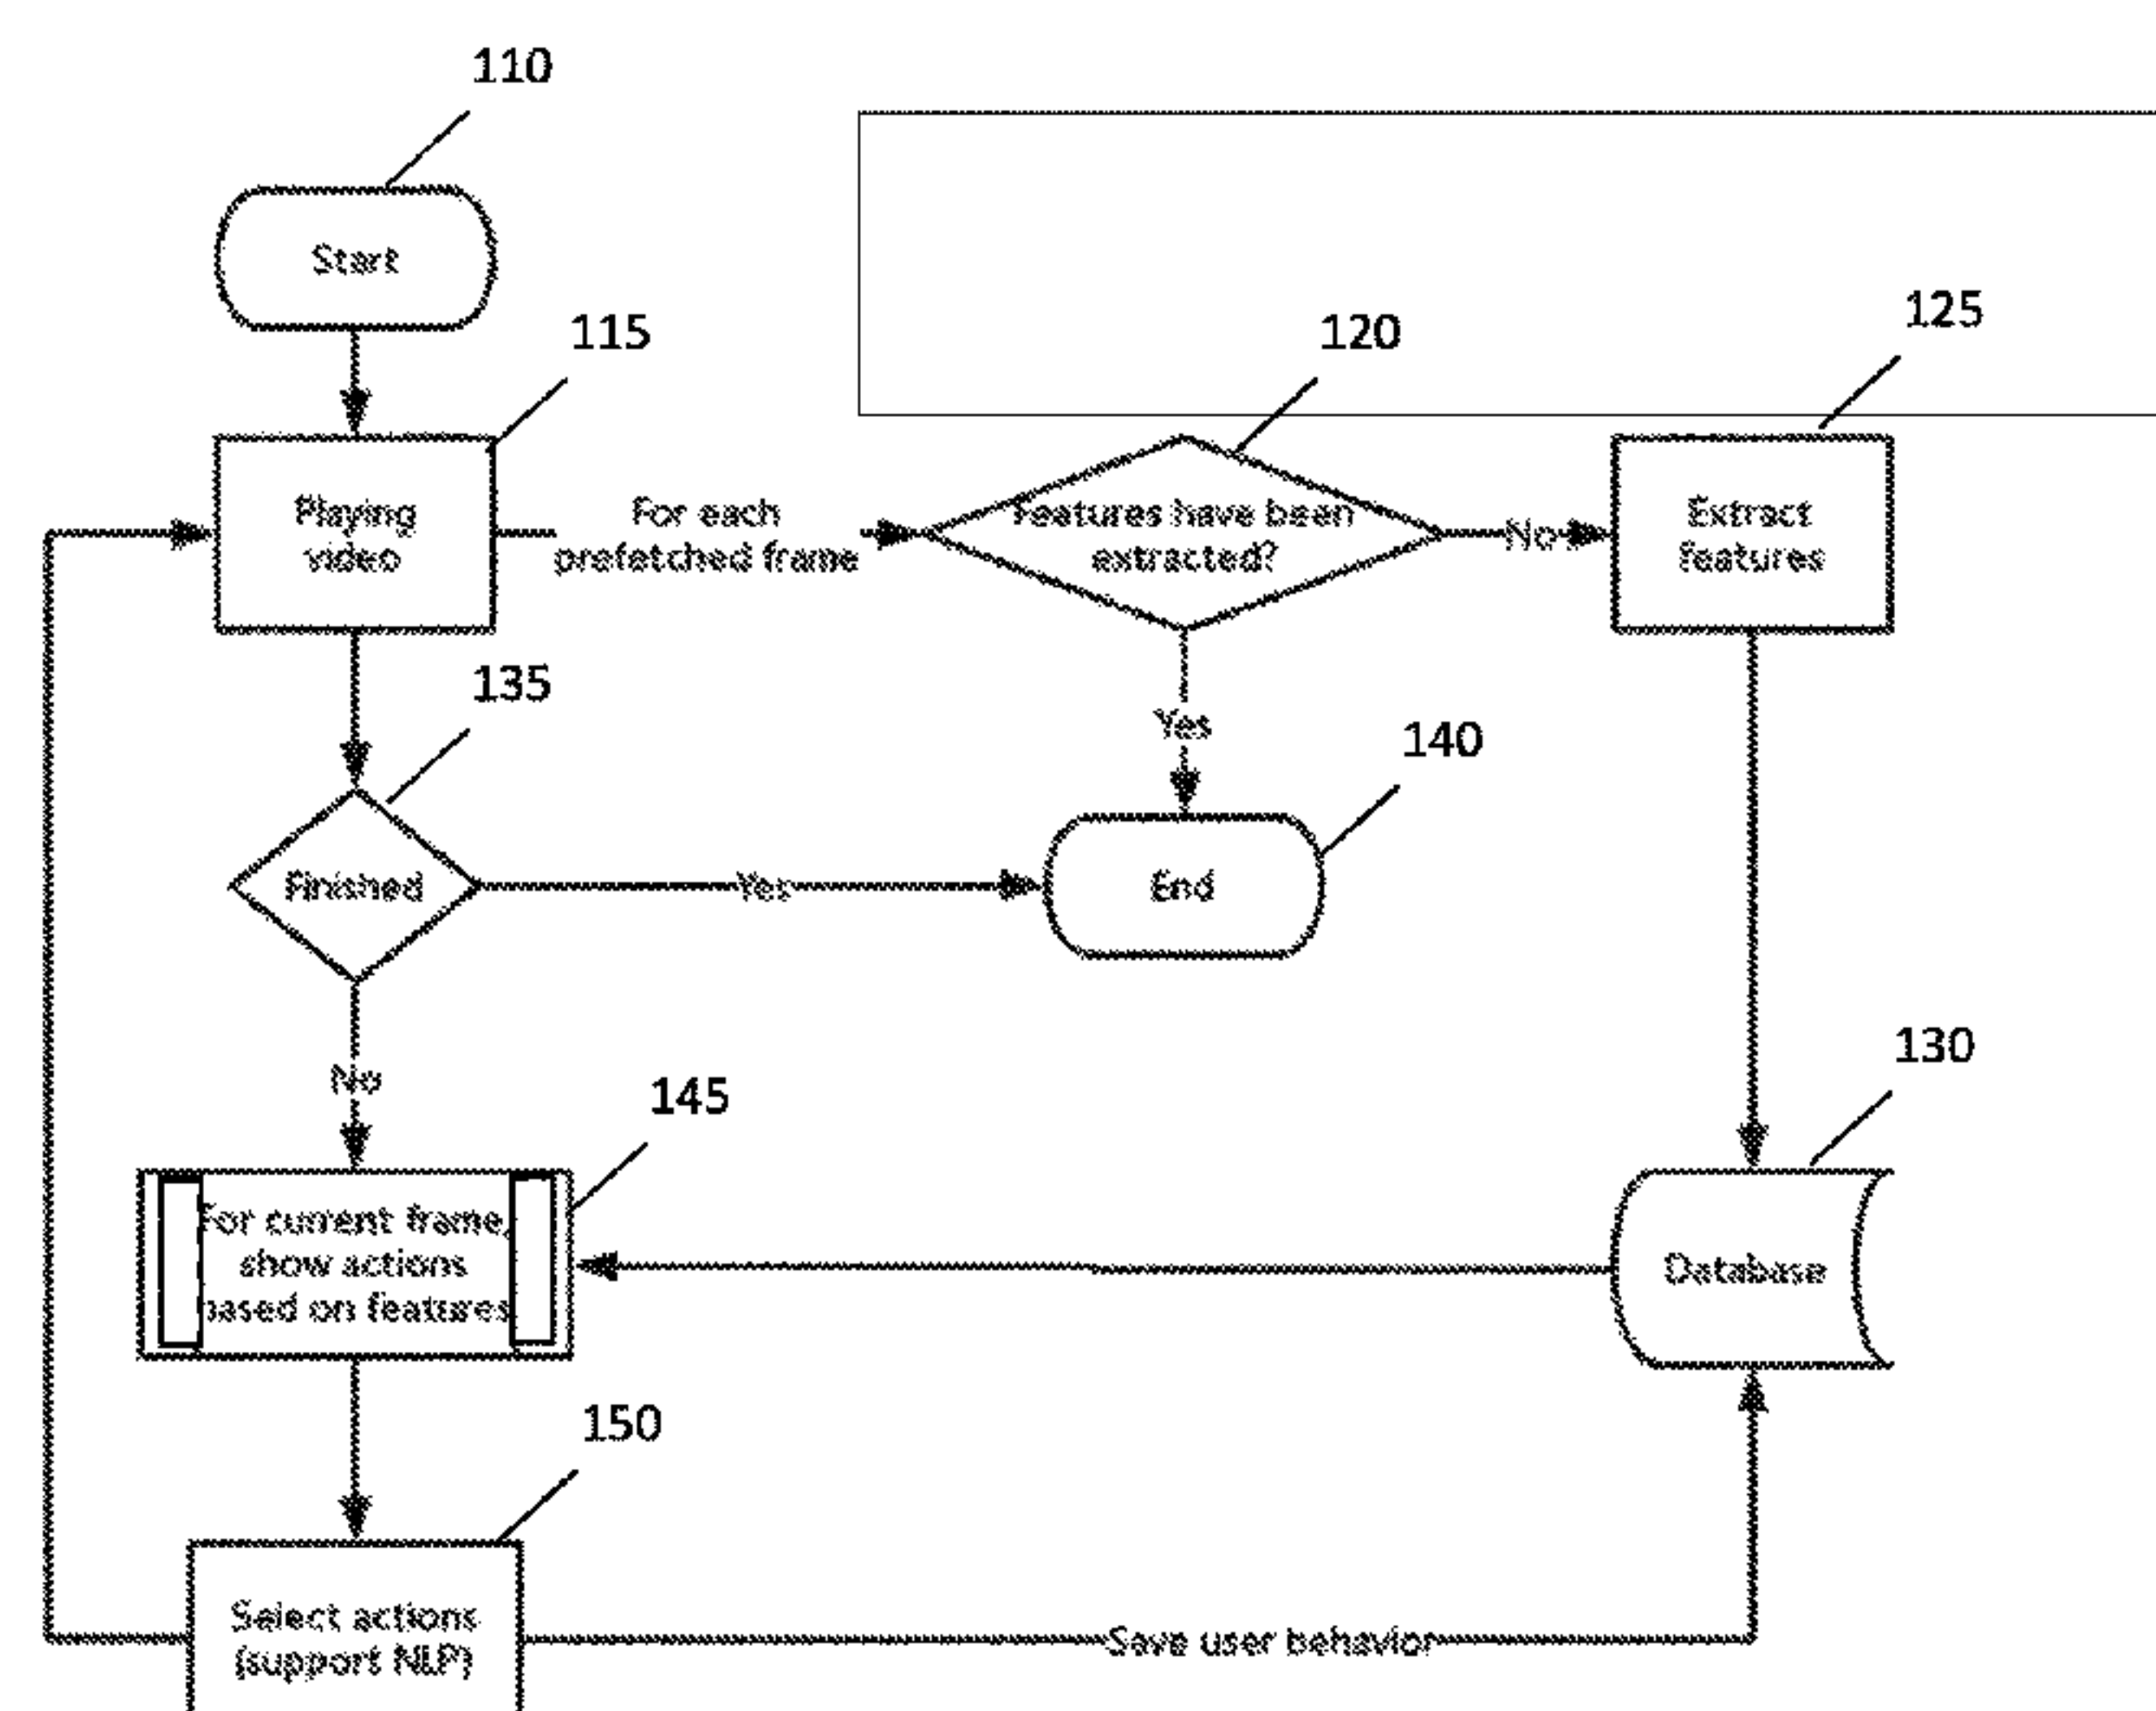 110
Start
115
120
125
Playing
video
For each
prefetched frame
Features have been
extracted?
No
Extract
features
135
Yes
140
Finished
Yes
End
130
No
145
For current frame,
show actions
based on features
Database
150
Select actions
(support NLP)
Save user behavior